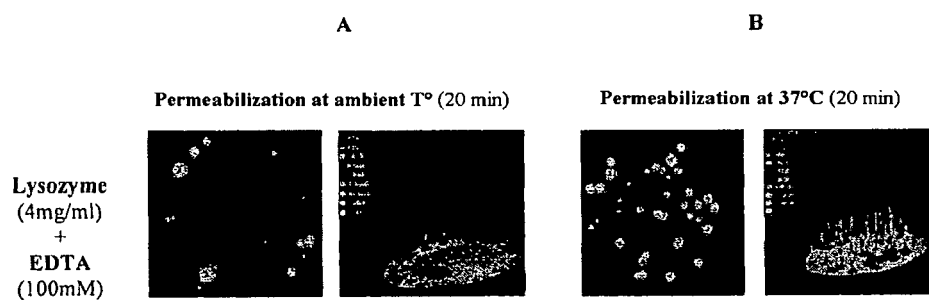 A
B
Permeabilization at ambient T° (20 min)
Permeabilization at 37°C (20 min)
Lysozyme
(4mg/ml)
+
EDTA
(100mM)